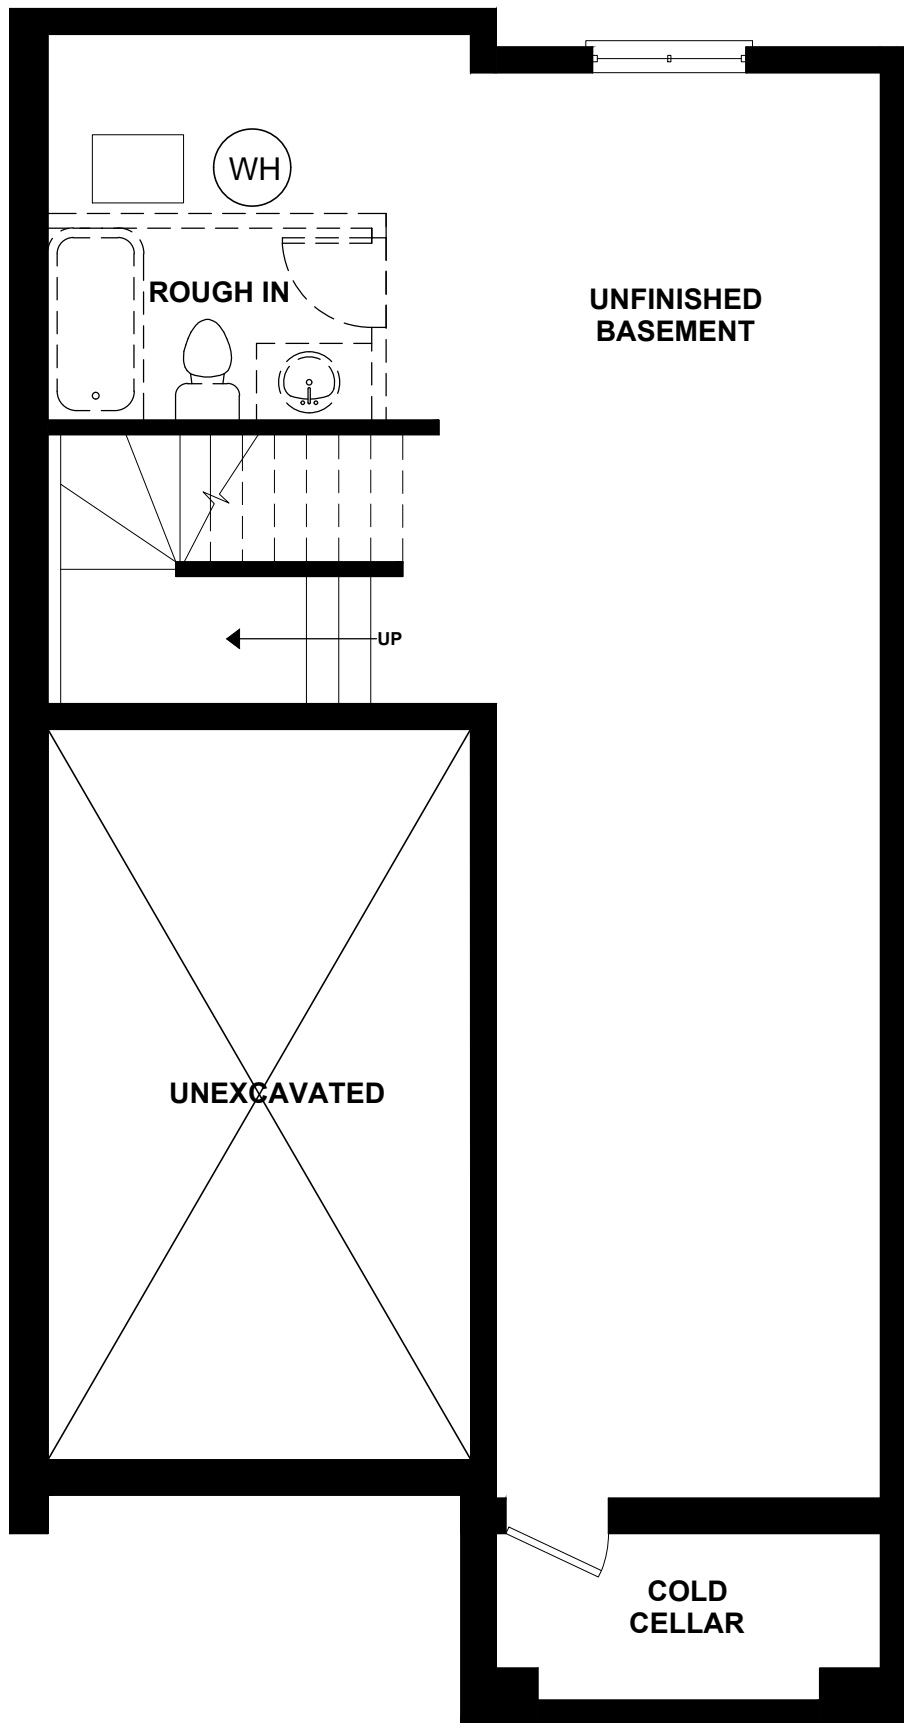 WH
ROUGH IN
UNFINISHED
BASEMENT
UP
UNEXCAVATED
COLD
CELLAR